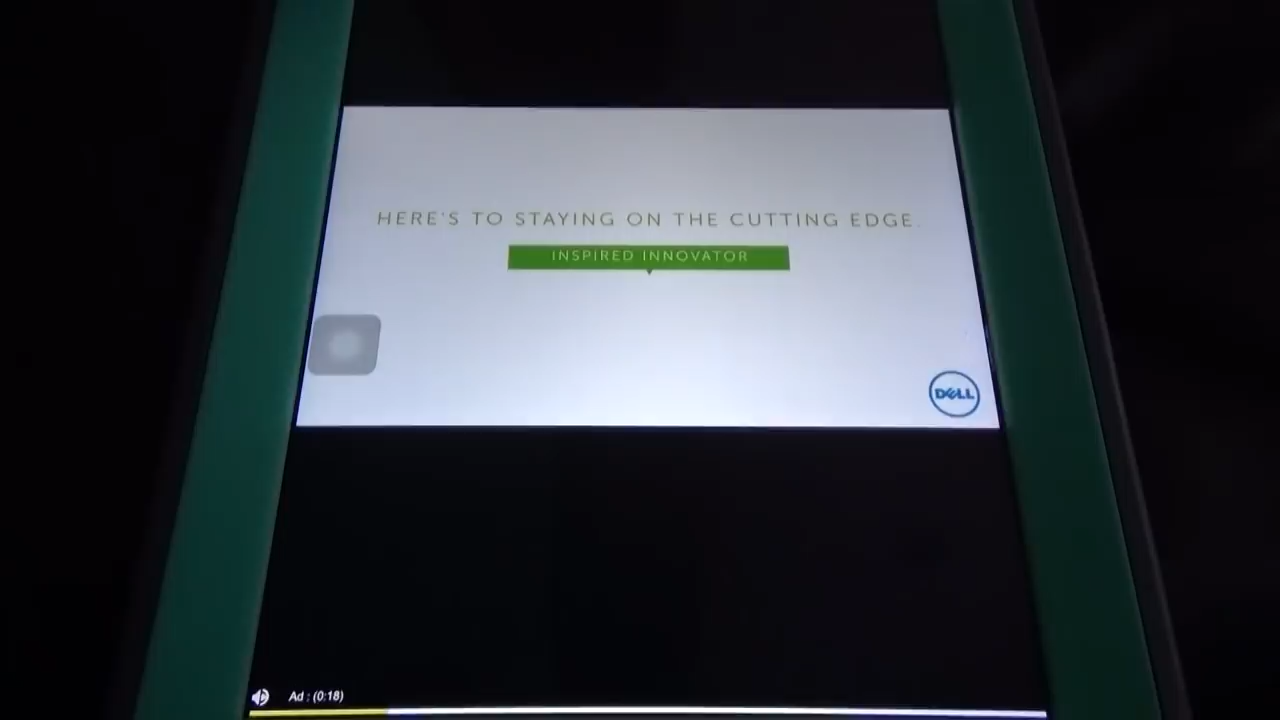 HERE'S TO STAYING ON THE CUTTING EDGE.
INSPIRED INNOVATOR
DELL
Ad : (0:18)